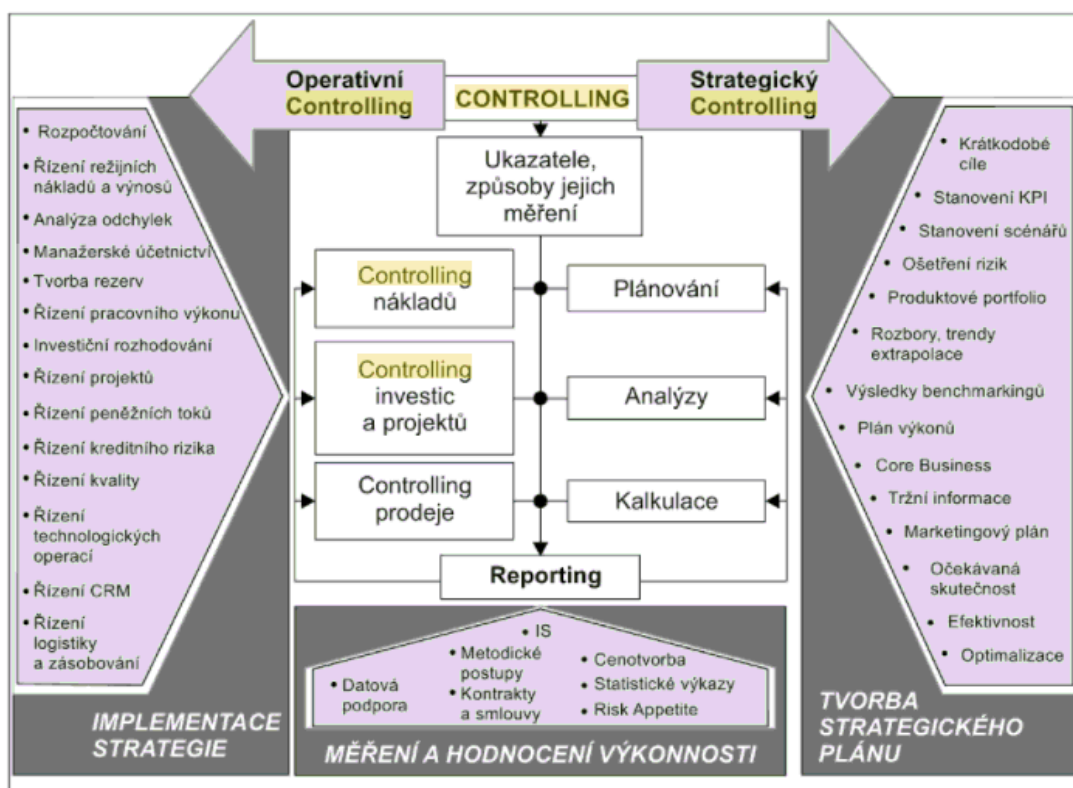 Operativní
Controlling
CONTROLLING
Strategický
Controlling
• Rozpočtování
• Řízení režijních
nákladů a výnosů
• Analýza odchylek
• Manažerské účetnictví
• Tvorba rezerv
• Řízení pracovního výkonu
• Investiční rozhodování
• Řízení projektů
• Řízení peněžních toků
• Řízení kreditního rizika
• Řízení kvality
• Řízení
technologických
operací
• Řízení CRM
• Řízení
logistiky
a zásobování
IMPLEMENTACE
STRATEGIE
Ukazatele,
způsoby jejich
měření
Controlling
nákladů
Plánování
Controlling
investic
a projektů
Analýzy
Controlling
prodeje
Kalkulace
Reporting
• Datová
podpora
• IS
• Metodické
postupy
• Kontrakty
a smlouvy
• Cenotvorba
• Statistické výkazy
• Risk Appetite
MĚŘENÍ A HODNOCENÍ VÝKONNOSTI
• Krátkodobé
cíle
• Stanovení KPI
• Stanovení scénářů
• Ošetření rizik
• Produktové portfolio
• Rozbory, trendy
extrapolace
• Výsledky benchmarkingů
• Plán výkonů
• Core Business
• Tržní informace
• Marketingový plán
• Očekávaná
skutečnost
• Efektivnost
• Optimalizace
TVORBA
STRATEGICKÉHO
PLÁNU